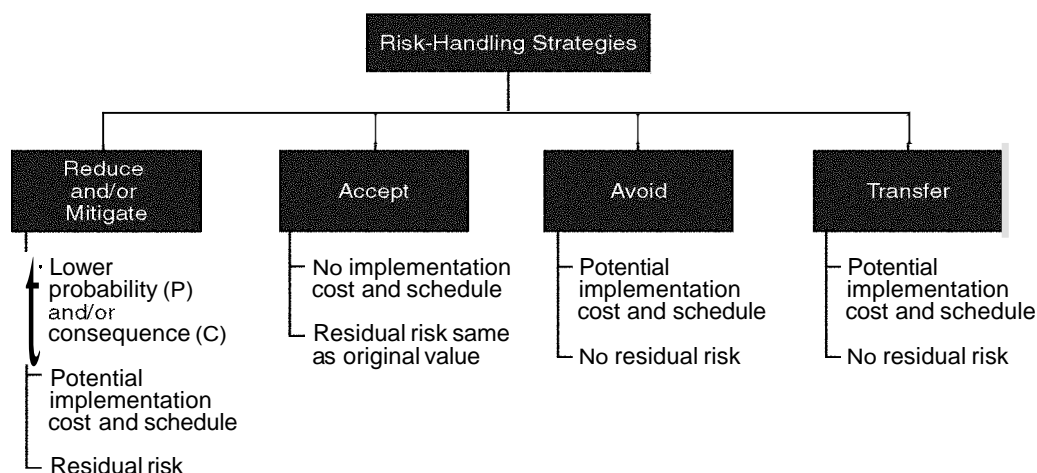 Risk-Handling Strategies
Reduce
and/or
Mitigate
Lower
probability (P)
and/or
consequence (C)
Potential
implementation
cost and schedule
Residual risk
Accept
No implementation
cost and schedule
Residual risk same
as original value
Avoid
Potential
implementation
cost and schedule
No residual risk
Transfer
Potential
implementation
cost and schedule
No residual risk